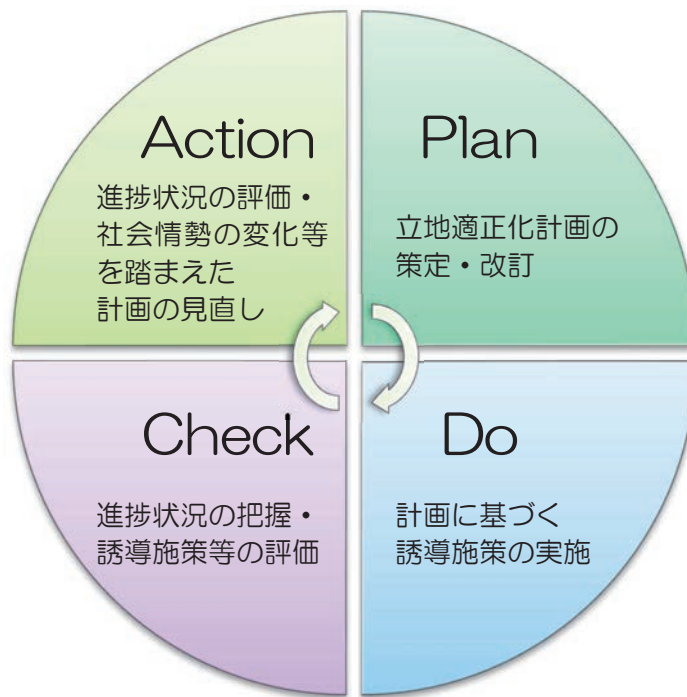 Action
進捗状況の評価・
社会情勢の変化等
を踏まえた
計画の見直し
Plan
立地適正化計画の
策定・改訂
Check
進捗状況の把握・
誘導施策等の評価
Do
計画に基づく
誘導施策の実施